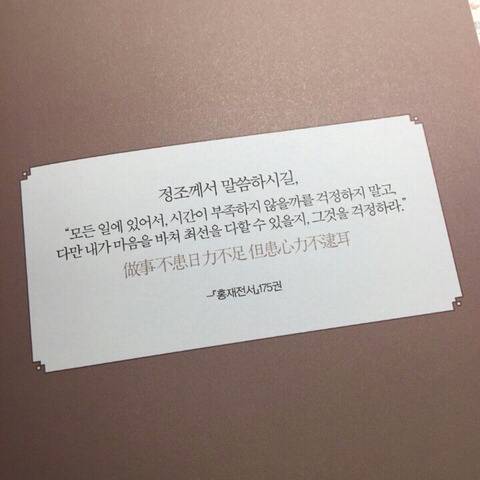 정조께서 말씀하시길,
“모든 일에 있어서, 시간이 부족하지 않을까를 걱정하지 말고,
다만 내가 마음을 바쳐 최선을 다할 수 있을지, 그것을 걱정하라.”
做事 不患日力不足 但患心力不逮耳
-『홍재전서』 175권